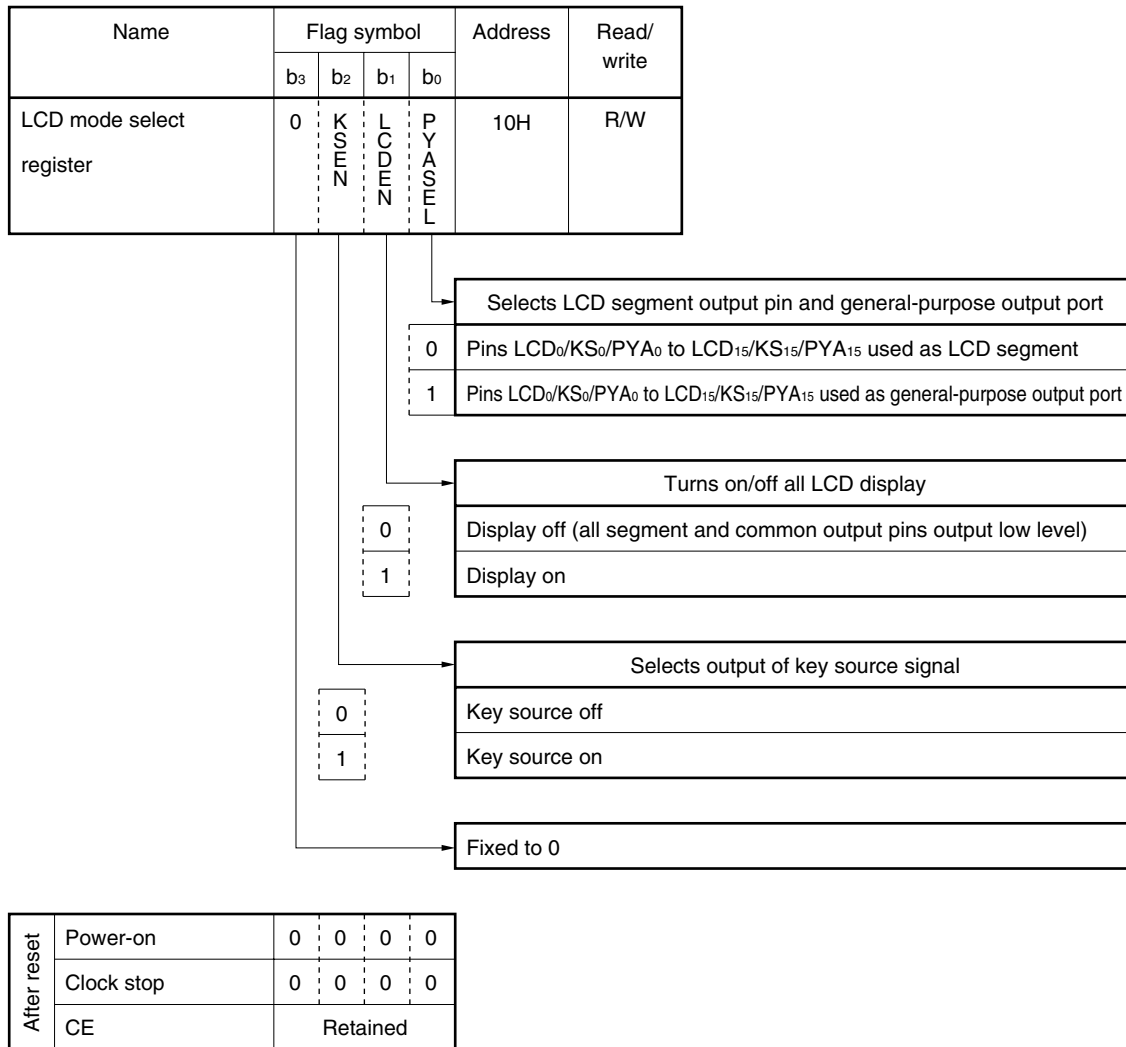 Name Flag symbol Address Read/
write
b3 b2 b1 b0
LCD mode select 0 KSEN LCDEN PYASEL 10H R/W
register
Selects LCD segment output pin and general-purpose output port
0 Pins LCD0/KS0/PYA0 to LCD15/KS15/PYA15 used as LCD segment
1 Pins LCD0/KS0/PYA0 to LCD15/KS15/PYA15 used as general-purpose output port
Turns on/off all LCD display
0 Display off (all segment and common output pins output low level)
1 Display on
Selects output of key source signal
0 Key source off
1 Key source on
Fixed to 0
After reset
Power-on 0 0 0 0
Clock stop 0 0 0 0
CE Retained